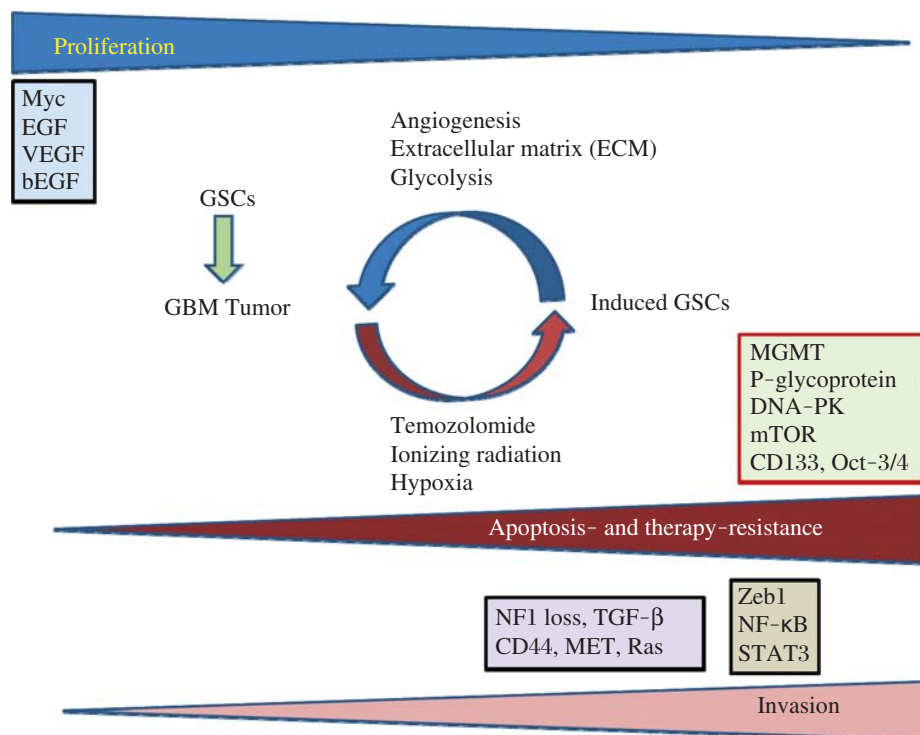 Proliferation
Myc
EGF
VEGF
bEGF
Angiogenesis
Extracellular matrix (ECM)
Glycolysis
GSCs
GBM Tumor
Induced GSCs
Temozolomide
Ionizing radiation
Hypoxia
MGMT
P-glycoprotein
DNA-PK
mTOR
CD133, Oct-3/4
Apoptosis- and therapy-resistance
NF1 loss, TGF-β
CD44, MET, Ras
Zeb1
NF-κB
STAT3
Invasion